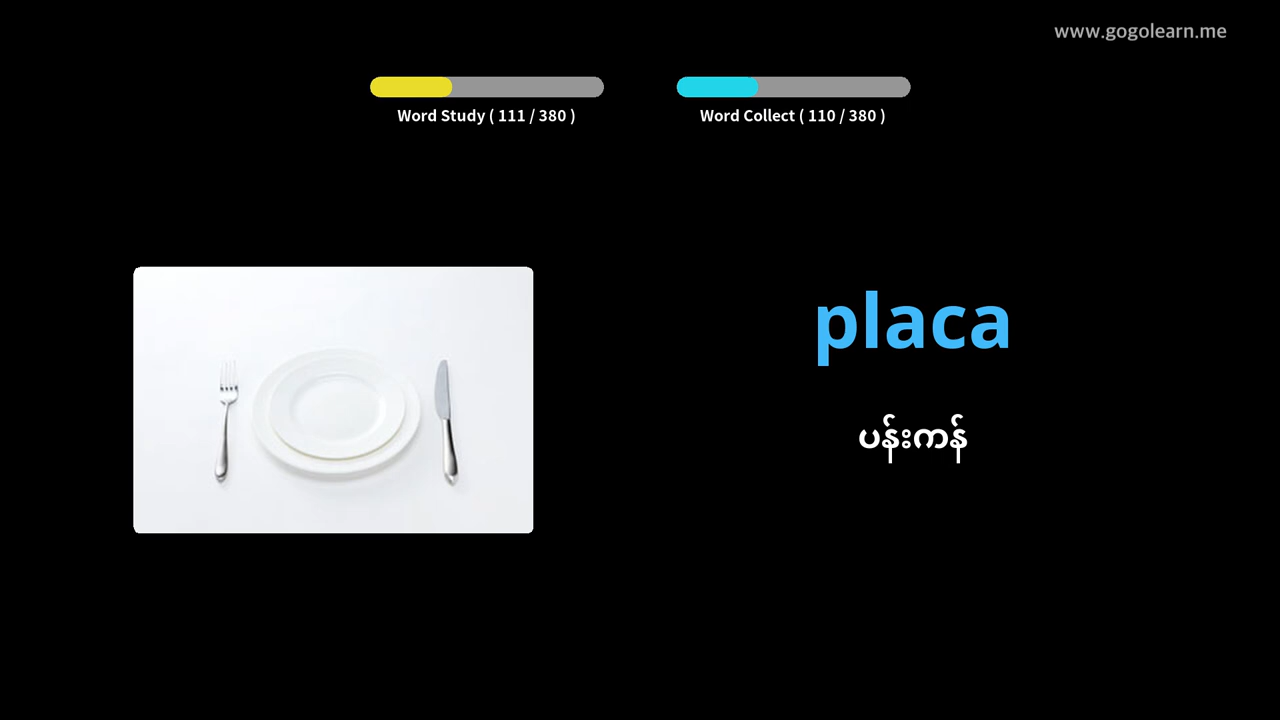 www.gogolearn.me
Word Study ( 111 / 380 )
Word Collect ( 110 / 380 )
placa
ပန်းကန်